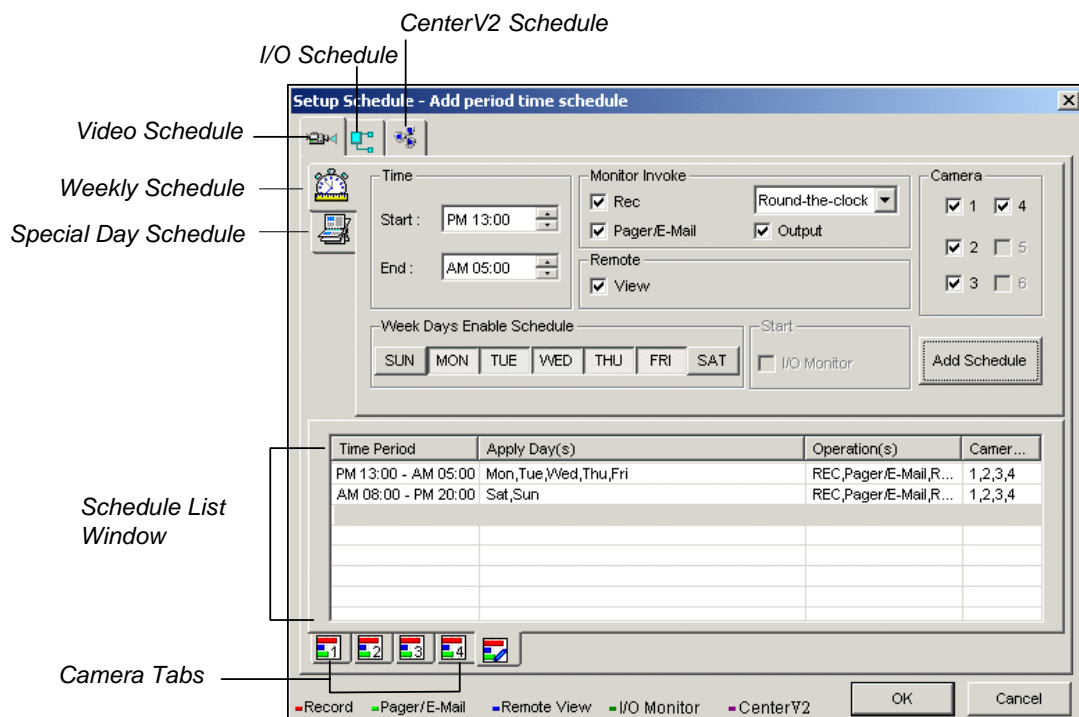 CenterV2 Schedule
I/O Schedule
Setup Schedule - Add period time schedule
Video Schedule
Weekly Schedule
Special Day Schedule
Time
Start : PM 13:00
End : AM 05:00
Monitor Invoke
Rec Round-the-clock
Pager/E-Mail Output
Remote
View
Camera
1 4
2 5
3 6
Week Days Enable Schedule
SUN MON TUE WED THU FRI SAT
Start
I/O Monitor
Add Schedule
Time Period Apply Day(s) Operation(s) Camer...
PM 13:00 - AM 05:00 Mon,Tue,Wed,Thu,Fri REC,Pager/E-Mail,R... 1,2,3,4
AM 08:00 - PM 20:00 Sat,Sun REC,Pager/E-Mail,R... 1,2,3,4
Schedule List
Window
1 2 3 4
Camera Tabs
Record Pager/E-Mail Remote View I/O Monitor CenterV2
OK Cancel